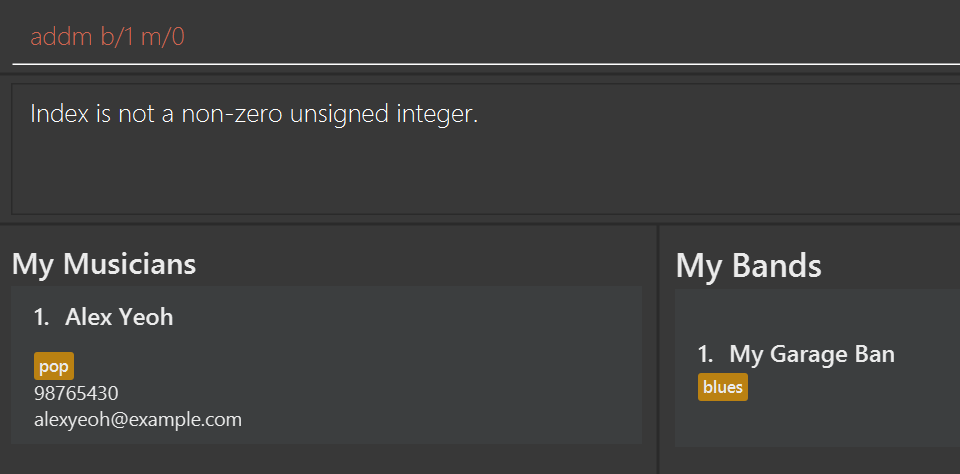 addm b/1 m/0
Index is not a non-zero unsigned integer.
My Musicians
1. Alex Yeoh
pop
98765430
alexyeoh@example.com
My Bands
1. My Garage Ban
blues